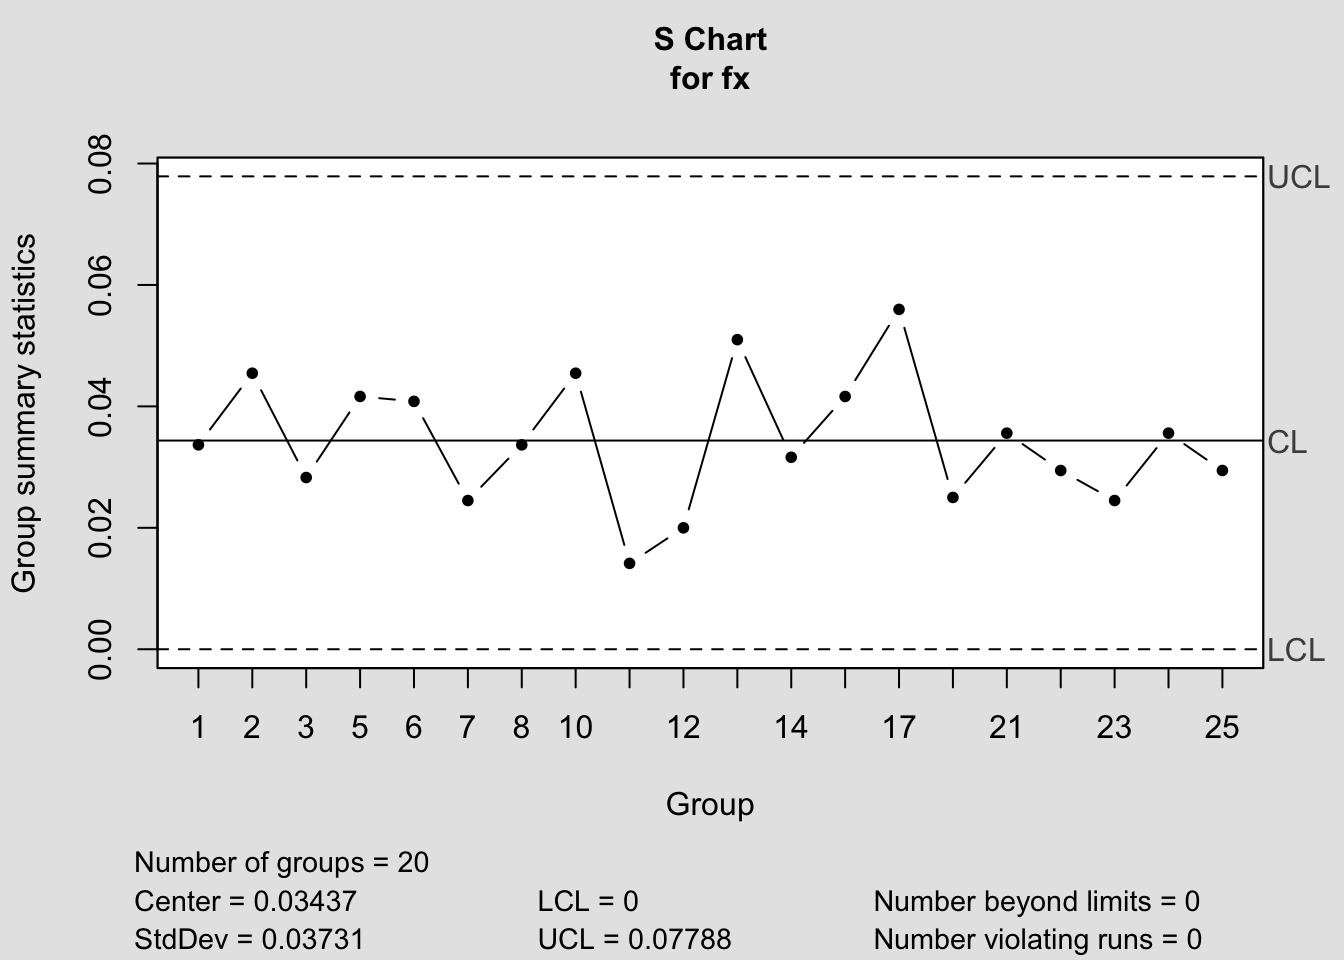 S Chart
for fx
Group summary statistics
0.08
0.06
0.04
0.02
0.00
UCL
CL
LCL
1 2 3 5 6 7 8 10 12 14 17 21 23 25
Group
Number of groups = 20
Center = 0.03437 LCL = 0 Number beyond limits = 0
StdDev = 0.03731 UCL = 0.07788 Number violating runs = 0